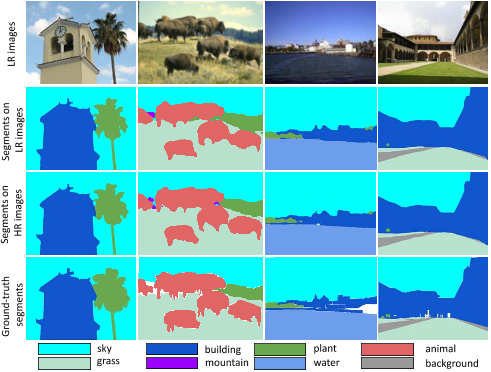 LR images
Segments on
LR images
Segments on
HR images
Ground-truth
segments
sky
building
plant
animal
grass
mountain
water
background